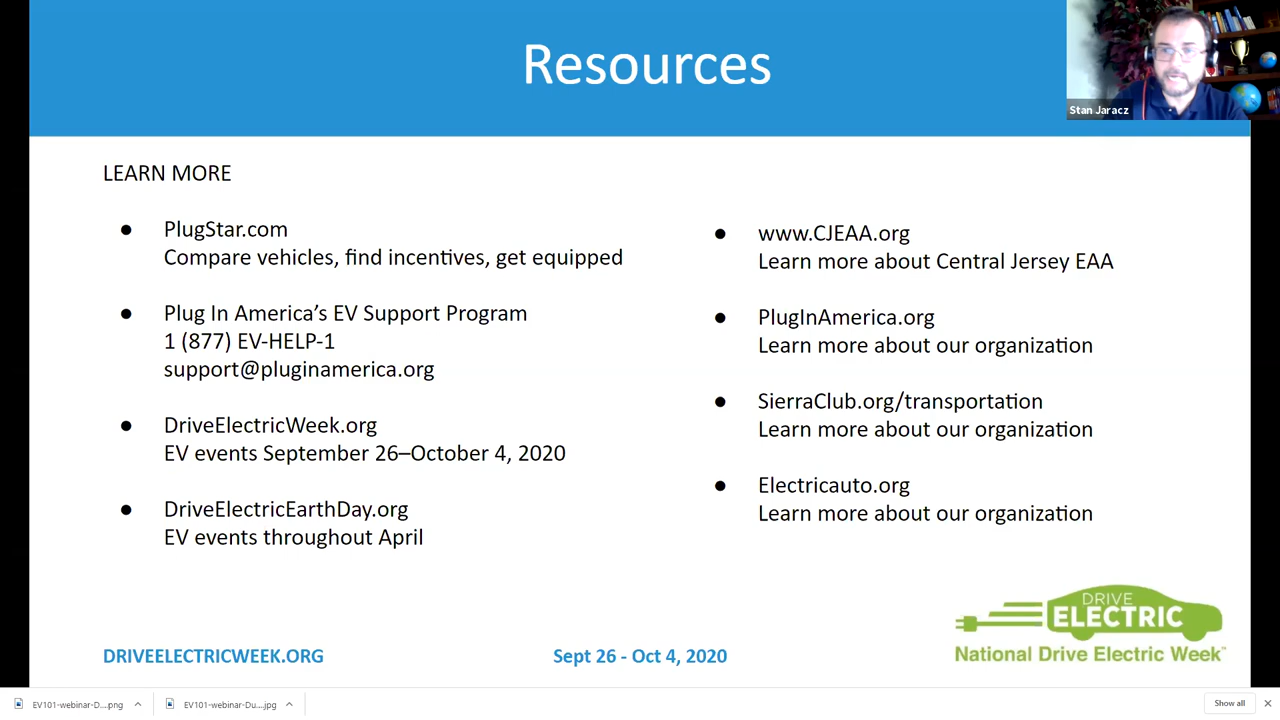 Resources
Stan Jaracz
LEARN MORE
● PlugStar.com
Compare vehicles, find incentives, get equipped
● Plug In America’s EV Support Program
1 (877) EV-HELP-1
support@pluginamerica.org
● DriveElectricWeek.org
EV events September 26–October 4, 2020
● DriveElectricEarthDay.org
EV events throughout April
● www.CJEAA.org
Learn more about Central Jersey EAA
● PlugInAmerica.org
Learn more about our organization
● SierraClub.org/transportation
Learn more about our organization
● Electricauto.org
Learn more about our organization
DRIVE
ELECTRIC
National Drive Electric Week™
DRIVEELECTRICWEEK.ORG
Sept 26 - Oct 4, 2020
EV101-webinar-D....png
EV101-webinar-Du....jpg
Show all